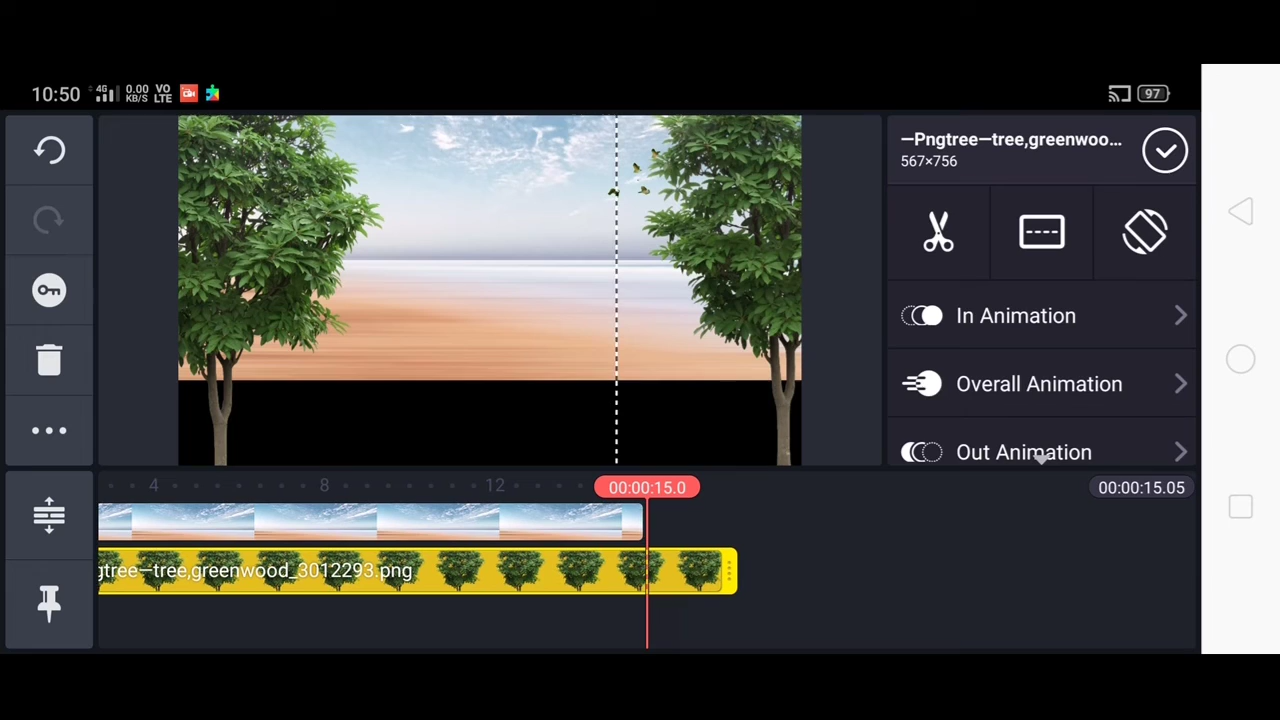 10:50 4G 0.00 KB/S VO LTE 97
—Pngtree—tree,greenwoo...
567×756
In Animation
Overall Animation
Out Animation
4 8 12 00:00:15.0 00:00:15.05
gtree—tree,greenwood_3012293.png